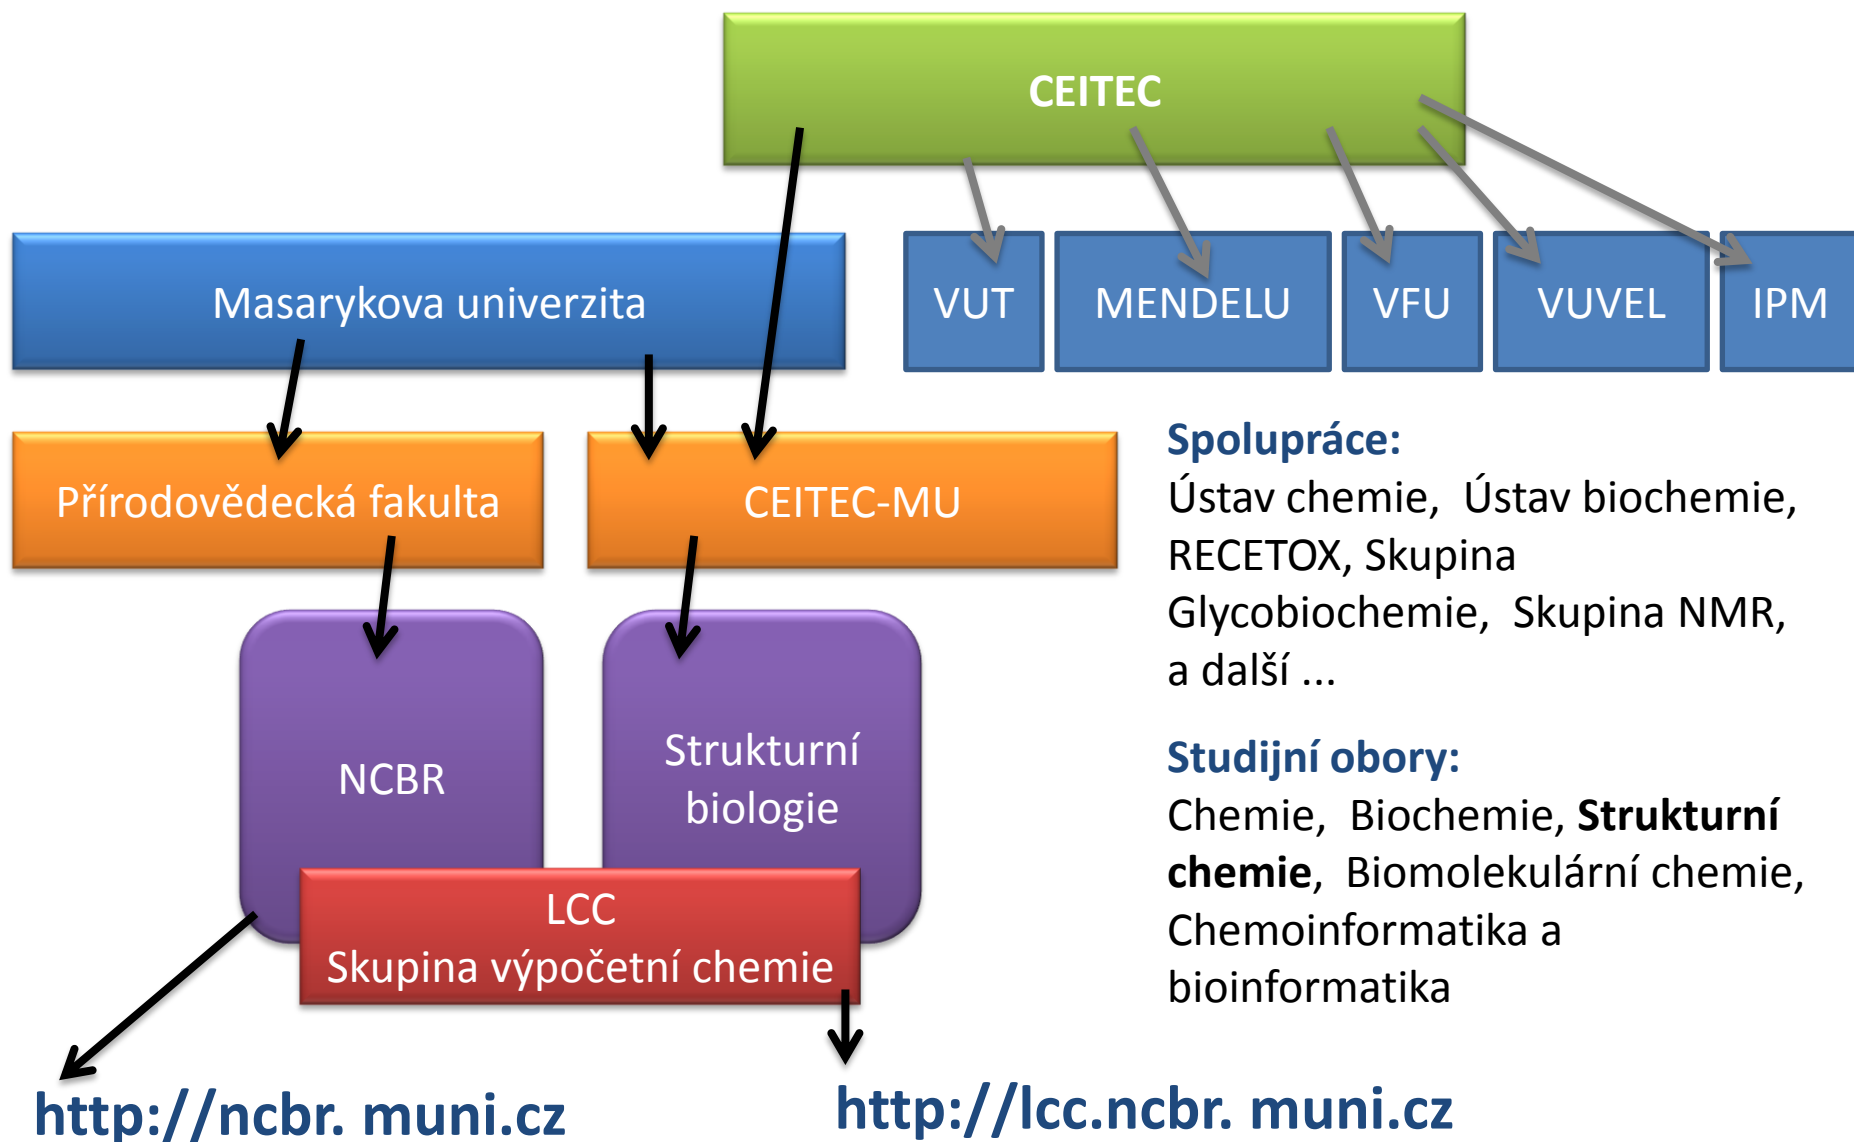 CEITEC
Masarykova univerzita
VUT
MENDELU
VFU
VUVEL
IPM
Přírodovědecká fakulta
CEITEC-MU
NCBR
Strukturní
biologie
LCC
Skupina výpočetní chemie
http://ncbr. muni.cz
http://lcc.ncbr. muni.cz
Spolupráce:
Ústav chemie, Ústav biochemie,
RECETOX, Skupina
Glycobiochemie, Skupina NMR,
a další ...
Studijní obory:
Chemie, Biochemie, Strukturní
chemie, Biomolekulární chemie,
Chemoinformatika a
bioinformatika